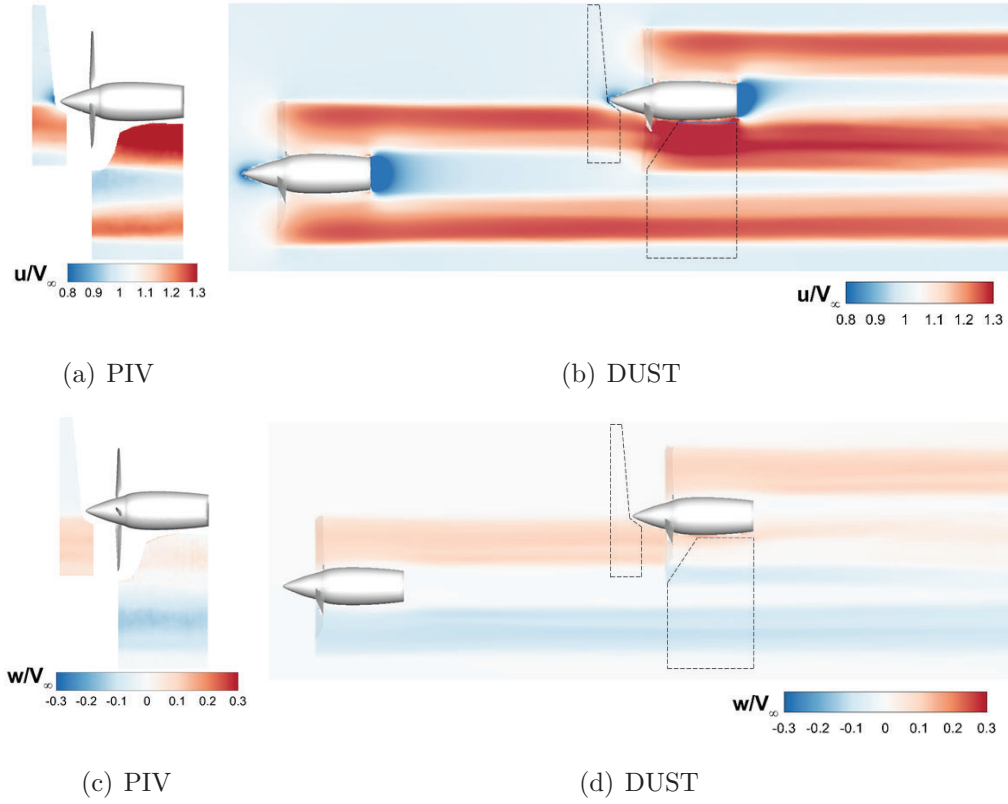 u/V∞
0.8 0.9 1 1.1 1.2 1.3
u/V∞
0.8 0.9 1 1.1 1.2 1.3
(a) PIV
(b) DUST
w/V∞
-0.3 -0.2 -0.1 0 0.1 0.2 0.3
w/V∞
-0.3 -0.2 -0.1 0 0.1 0.2 0.3
(c) PIV
(d) DUST